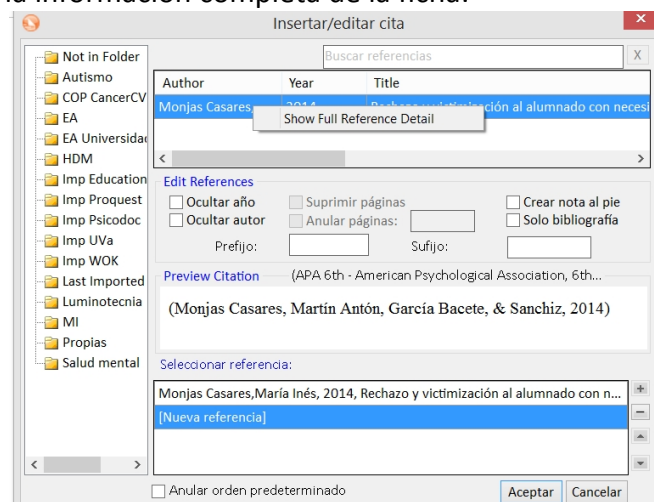 la información completa de la ficha.
Insertar/editar cita
Not in Folder
Autismo
COP CancerCV
EA
EA Universida
HDM
Imp Education
Imp Proquest
Imp Psicodoc
Imp UVa
Imp WOK
Last Imported
Luminotecnia
MI
Propias
Salud mental
Buscar referencias X
Author Year Title
Monjas Casares, 2014 Rechazo y victimización al alumnado con necesi
Show Full Reference Detail
Edit References
Ocultar año Suprimir páginas Crear nota al pie
Ocultar autor Anular páginas: Solo bibliografía
Prefijo: Sufijo:
Preview Citation (APA 6th - American Psychological Association, 6th...
(Monjas Casares, Martín Antón, García Bacete, & Sanchiz, 2014)
Seleccionar referencia:
Monjas Casares,María Inés, 2014, Rechazo y victimización al alumnado con n...
[Nueva referencia]
Anular orden predeterminado Aceptar Cancelar